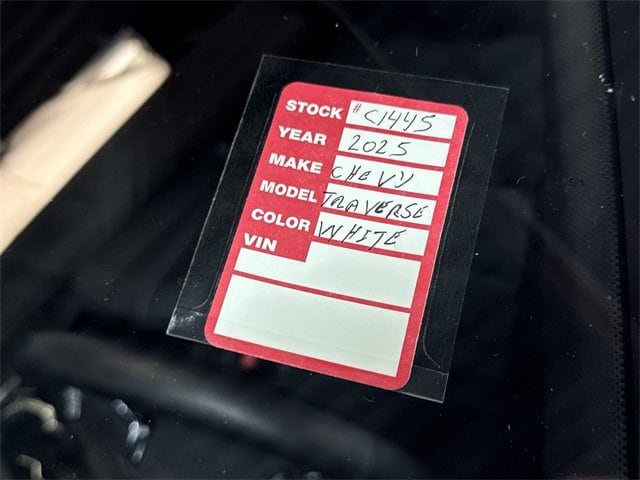 STOCK # C1445
YEAR 2025
MAKE CHEVY
MODEL TRAVERSE
COLOR WHITE
VIN